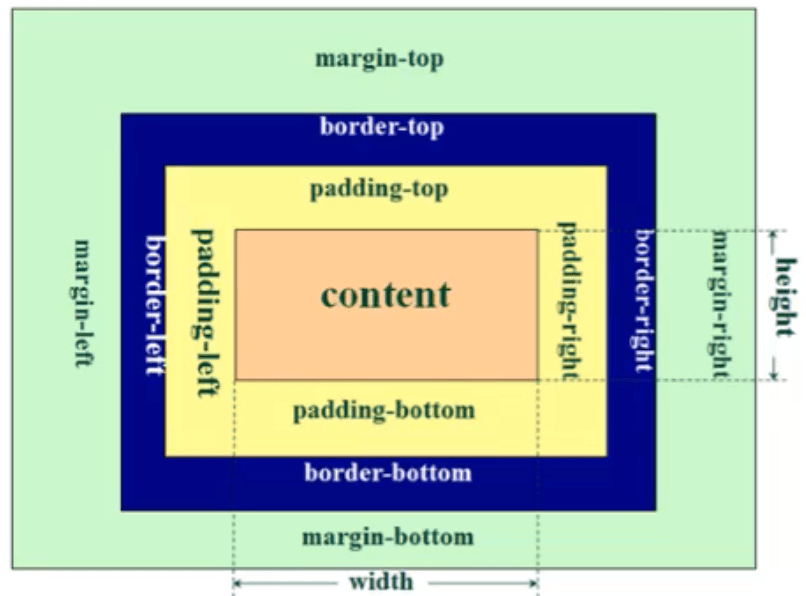 margin-top
border-top
padding-top
margin-left
border-left
padding-left
content
padding-right
border-right
margin-right
height
padding-bottom
border-bottom
margin-bottom
width